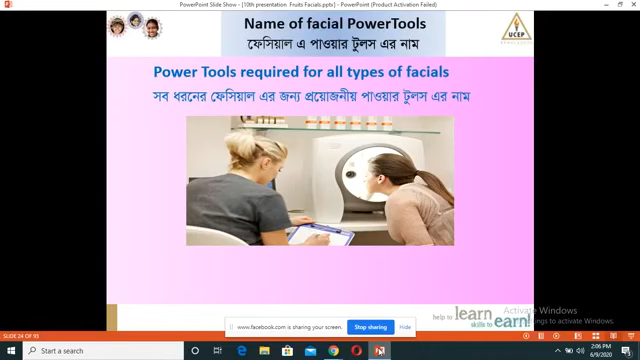 PowerPoint Slide Show - [10th presentation Fruits Facials.pptx] - PowerPoint (Product Activation Failed)
Name of facial PowerTools
ফেসিয়াল এ পাওয়ার টুলস এর নাম
UCEP
Power Tools required for all types of facials
সব ধরনের ফেসিয়াল এর জন্য প্রয়োজনীয় পাওয়ার টুলস এর নাম
help to learn
skills to earn!
Activate Windows
Go to Settings to activate Windows.
www.facebook.com is sharing your screen.
Stop sharing
Hide
SLIDE 24 OF 93
Start a search
2:06 PM
6/9/2020